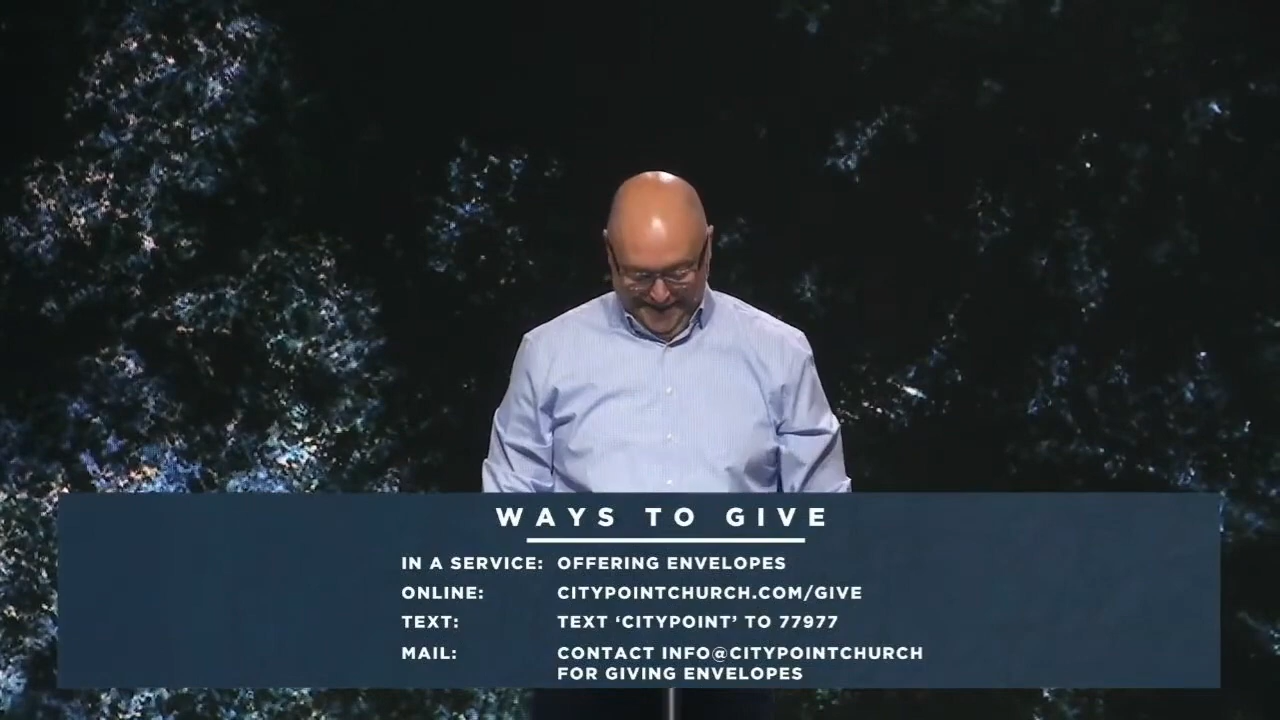 WAYS TO GIVE
IN A SERVICE: OFFERING ENVELOPES
ONLINE: CITYPOINTCHURCH.COM/GIVE
TEXT: TEXT ‘CITYPOINT’ TO 77977
MAIL: CONTACT INFO@CITYPOINTCHURCH
FOR GIVING ENVELOPES